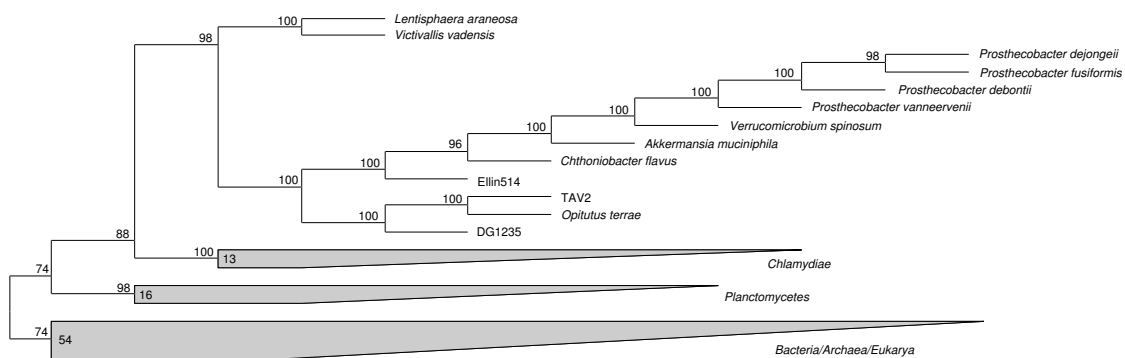 100
Lentisphaera araneosa
Victivallis vadensis
98
98
Prosthecobacter dejongeii
Prosthecobacter fusiformis
100
Prosthecobacter debontii
100
Prosthecobacter vanneervenii
100
Verrucomicrobium spinosum
100
Akkermansia muciniphila
96
Chthoniobacter flavus
100
Ellin514
100
100
TAV2
Opitutus terrae
100
DG1235
88
100
13
Chlamydiae
74
98
16
Planctomycetes
74
54
Bacteria/Archaea/Eukarya